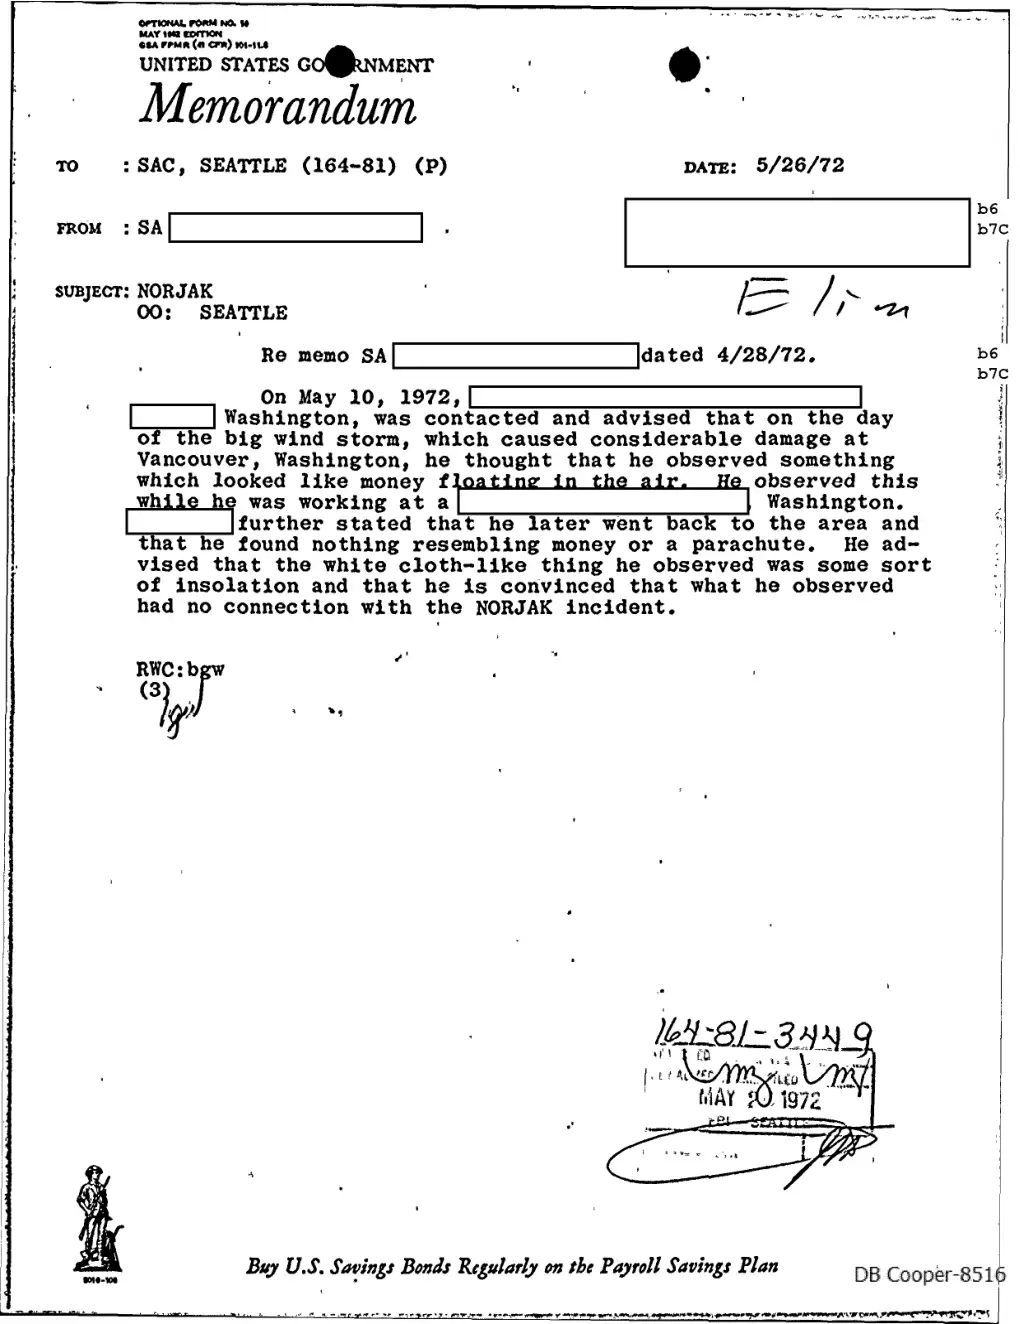 OPTIONAL FORM NO. 10
MAY 1962 EDITION
GSA FPMR (41 CFR) 101-11.6
UNITED STATES GO RNMENT
Memorandum
TO : SAC, SEATTLE (164-81) (P)
DATE: 5/26/72
b6
FROM : SA
b7C
SUBJECT: NORJAK
OO: SEATTLE
Elim
Re memo SA dated 4/28/72.
b6
b7C
On May 10, 1972,
Washington, was contacted and advised that on the day
of the big wind storm, which caused considerable damage at
Vancouver, Washington, he thought that he observed something
which looked like money floating in the air. He observed this
while he was working at a , Washington.
further stated that he later went back to the area and
that he found nothing resembling money or a parachute. He ad-
vised that the white cloth-like thing he observed was some sort
of insolation and that he is convinced that what he observed
had no connection with the NORJAK incident.
RWC:bgw
(3)
164-81-3449
MAY 1972
FBI SEATTLE
5010-108
Buy U.S. Savings Bonds Regularly on the Payroll Savings Plan
DB Cooper-8516